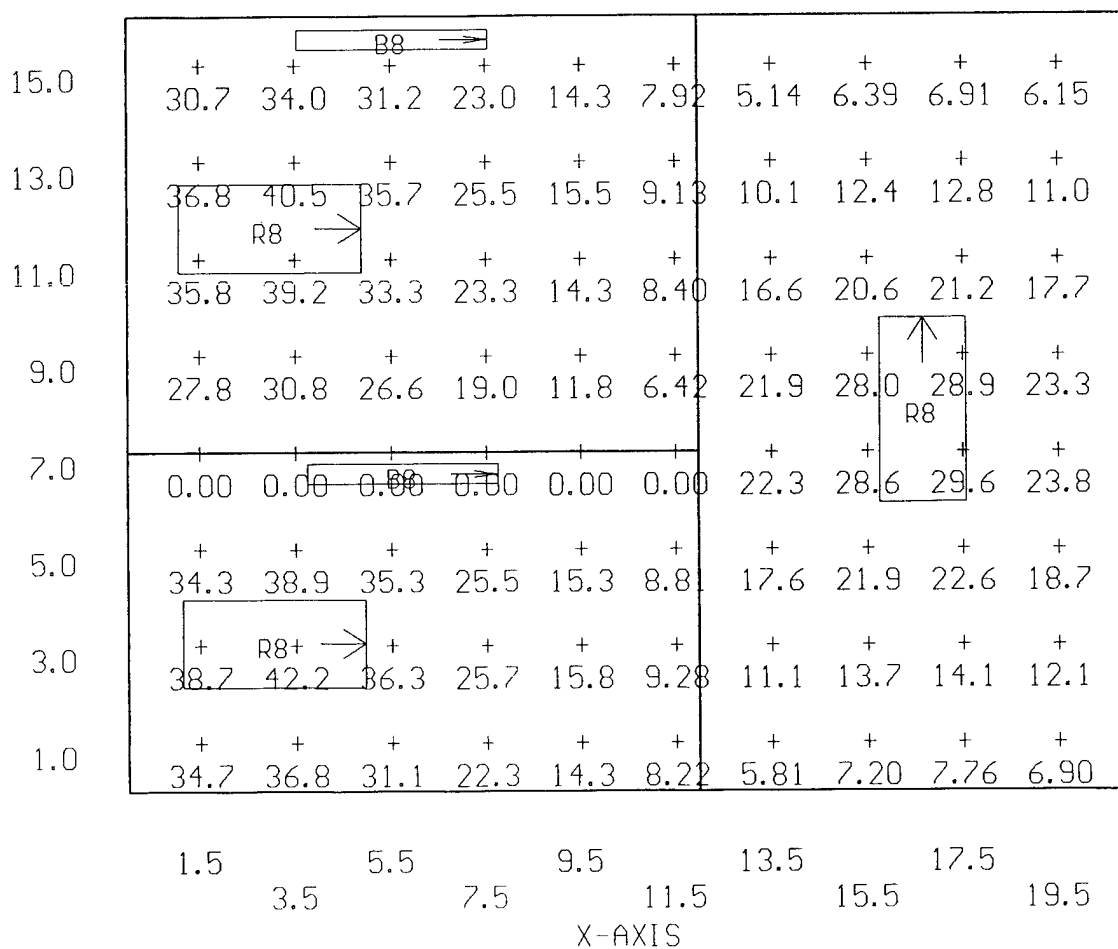 B8
15.0 30.7 34.0 31.2 23.0 14.3 7.92 5.14 6.39 6.91 6.15
13.0 36.8 40.5 35.7 25.5 15.5 9.13 10.1 12.4 12.8 11.0
R8
11.0 35.8 39.2 33.3 23.3 14.3 8.40 16.6 20.6 21.2 17.7
9.0 27.8 30.8 26.6 19.0 11.8 6.42 21.9 28.0 28.9 23.3
R8
B8
7.0 0.00 0.00 0.00 0.00 0.00 0.00 22.3 28.6 29.6 23.8
5.0 34.3 38.9 35.3 25.5 15.3 8.81 17.6 21.9 22.6 18.7
R8
3.0 38.7 42.2 36.3 25.7 15.8 9.28 11.1 13.7 14.1 12.1
1.0 34.7 36.8 31.1 22.3 14.3 8.22 5.81 7.20 7.76 6.90
1.5 5.5 9.5 13.5 17.5
3.5 7.5 11.5 15.5 19.5
X-AXIS